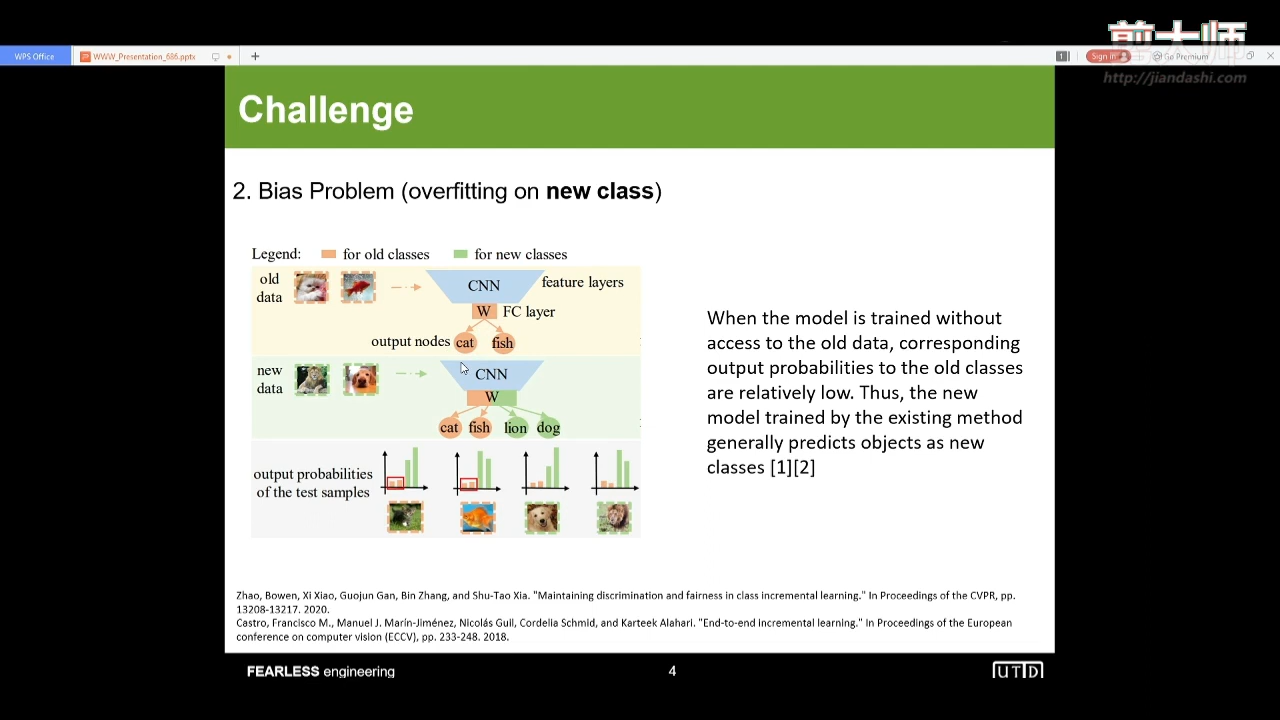 剪大师
http://jiandashi.com
WPS Office
WWW_Presentation_686.pptx
+
1
Sign in
Go Premium
Challenge
2. Bias Problem (overfitting on new class)
Legend: for old classes for new classes
old
data
CNN
feature layers
W FC layer
output nodes cat fish
new
data
CNN
W
cat fish lion dog
output probabilities
of the test samples
When the model is trained without
access to the old data, corresponding
output probabilities to the old classes
are relatively low. Thus, the new
model trained by the existing method
generally predicts objects as new
classes [1][2]
Zhao, Bowen, Xi Xiao, Guojun Gan, Bin Zhang, and Shu-Tao Xia. "Maintaining discrimination and fairness in class incremental learning." In Proceedings of the CVPR, pp.
13208-13217. 2020.
Castro, Francisco M., Manuel J. Marín-Jiménez, Nicolás Guil, Cordelia Schmid, and Karteek Alahari. "End-to-end incremental learning." In Proceedings of the European
conference on computer vision (ECCV), pp. 233-248. 2018.
FEARLESS engineering
4
UTD